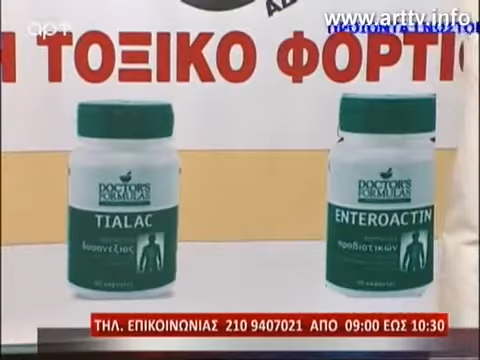 www.arttv.info
αρτ
ΤΟΞΙΚΟ ΦΟΡΤΙ
DOCTOR'S
FORMULAS
TIALAC
δυσανεξίας
DOCTOR'S
FORMULAS
ENTEROACTIN
προβιοτικών
ΤΗΛ. ΕΠΙΚΟΙΝΩΝΙΑΣ 210 9407021 ΑΠΟ 09:00 ΕΩΣ 10:30